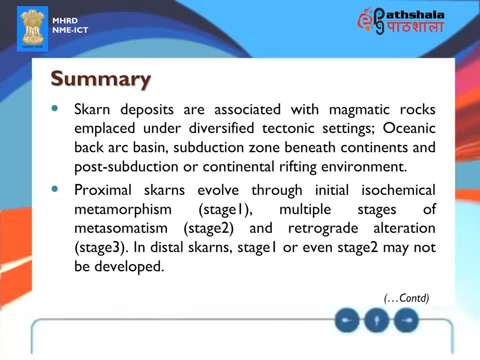 MHRD
NME-ICT
Pathshala
पाठशाला
Summary
• Skarn deposits are associated with magmatic rocks
emplaced under diversified tectonic settings; Oceanic
back arc basin, subduction zone beneath continents and
post-subduction or continental rifting environment.
• Proximal skarns evolve through initial isochemical
metamorphism (stage1), multiple stages of
metasomatism (stage2) and retrograde alteration
(stage3). In distal skarns, stage1 or even stage2 may not
be developed.
(...Contd)